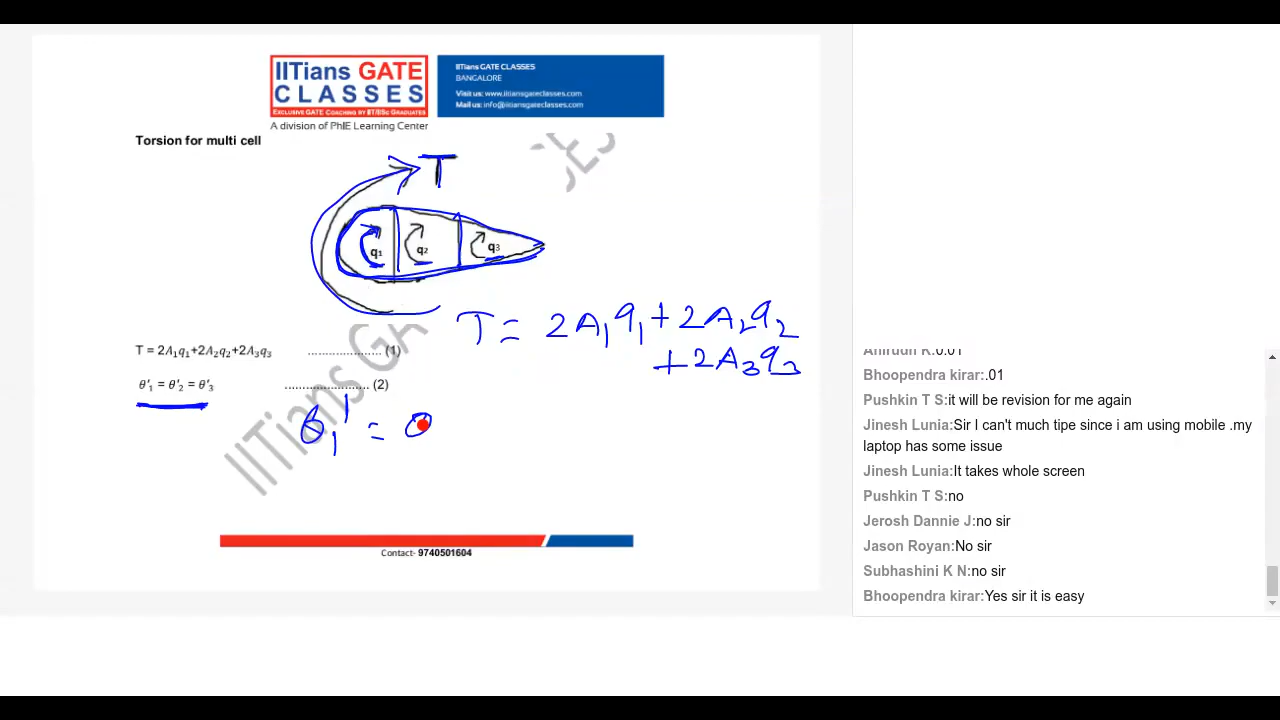 IITians GATE
CLASSES
EXCLUSIVE GATE COACHING BY IIT/IISc GRADUATES
A division of PhIE Learning Center
IITians GATE CLASSES
BANGALORE
Visit us: www.iitiansgateclasses.com
Mail us: info@iitiansgateclasses.com
Torsion for multi cell
T
q₁ q₂ q₃
T = 2A₁q₁ + 2A₂q₂
+ 2A₃q₃
T = 2A₁q₁+2A₂q₂+2A₃q₃ ...................... (1)
θ'₁ = θ'₂ = θ'₃ ......................... (2)
θ₁' = θ
IITians GA
ES
Contact- 9740501604
Anirudh K:0.01
Bhoopendra kirar:.01
Pushkin T S:it will be revision for me again
Jinesh Lunia:Sir I can't much tipe since i am using mobile .my
laptop has some issue
Jinesh Lunia:It takes whole screen
Pushkin T S:no
Jerosh Dannie J:no sir
Jason Royan:No sir
Subhashini K N:no sir
Bhoopendra kirar:Yes sir it is easy